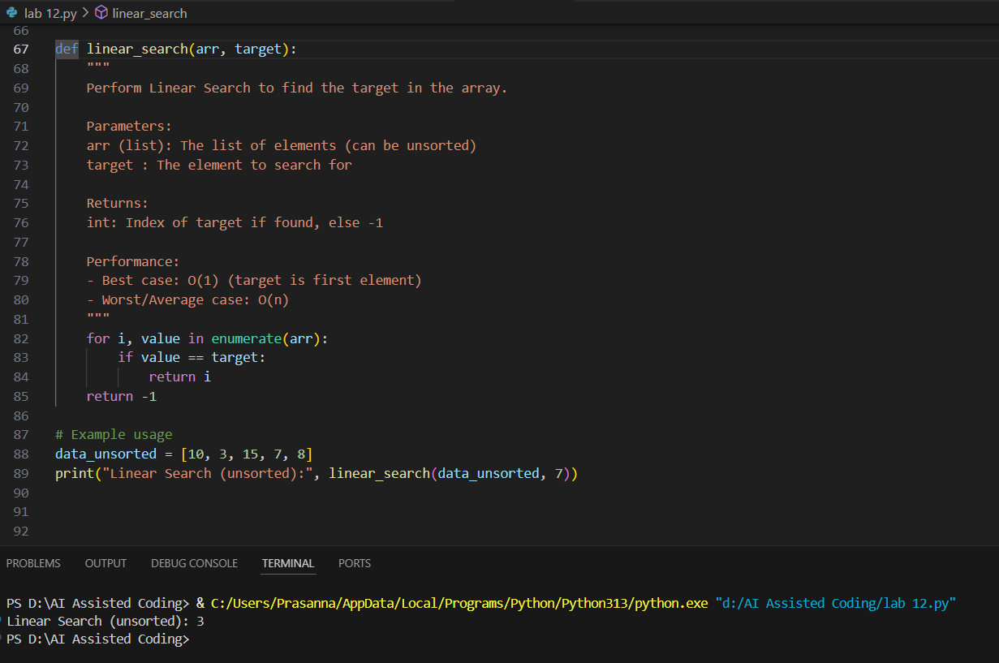 lab 12.py > linear_search
66
67 def linear_search(arr, target):
68     """
69     Perform Linear Search to find the target in the array.
70
71     Parameters:
72     arr (list): The list of elements (can be unsorted)
73     target : The element to search for
74
75     Returns:
76     int: Index of target if found, else -1
77
78     Performance:
79     - Best case: O(1) (target is first element)
80     - Worst/Average case: O(n)
81     """
82     for i, value in enumerate(arr):
83         if value == target:
84             return i
85     return -1
86
87 # Example usage
88 data_unsorted = [10, 3, 15, 7, 8]
89 print("Linear Search (unsorted):", linear_search(data_unsorted, 7))
90
91
92
PROBLEMS OUTPUT DEBUG CONSOLE TERMINAL PORTS
PS D:\AI Assisted Coding> & C:/Users/Prasanna/AppData/Local/Programs/Python/Python313/python.exe "d:/AI Assisted Coding/lab 12.py"
Linear Search (unsorted): 3
PS D:\AI Assisted Coding>